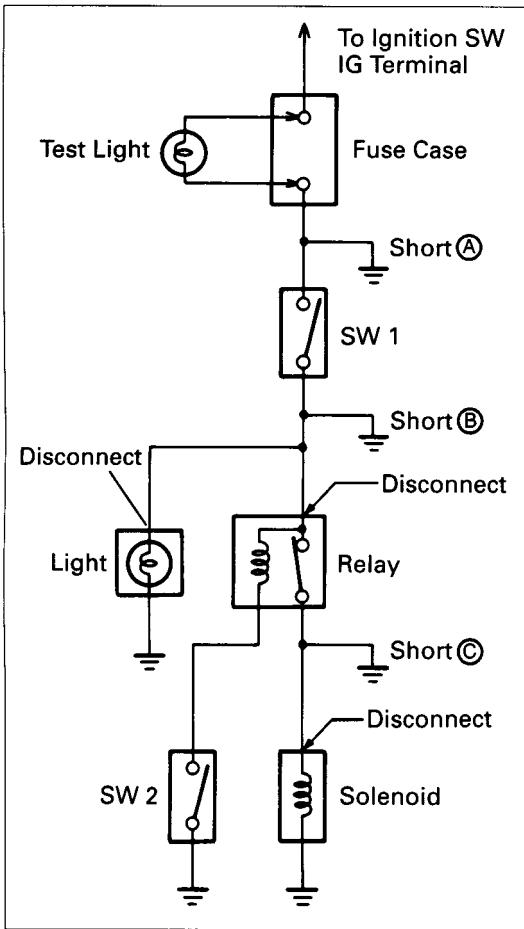 To Ignition SW
IG Terminal
Test Light
Fuse Case
Short Ⓐ
SW 1
Short Ⓑ
Disconnect
Disconnect
Light
Relay
Short Ⓒ
Disconnect
SW 2
Solenoid